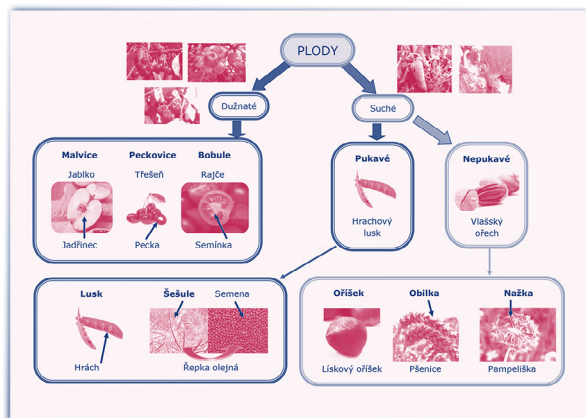 PLODY
Dužnaté
Suché
Malvice Peckovice Bobule
Jablko Třešeň Rajče
Jadřinec Pecka Semínka
Pukavé
Hrachový
lusk
Nepukavé
Vlašský
ořech
Lusk Šešule Semena
Hrách Řepka olejná
Oříšek Obilka Nažka
Lískový oříšek Pšenice Pampeliška